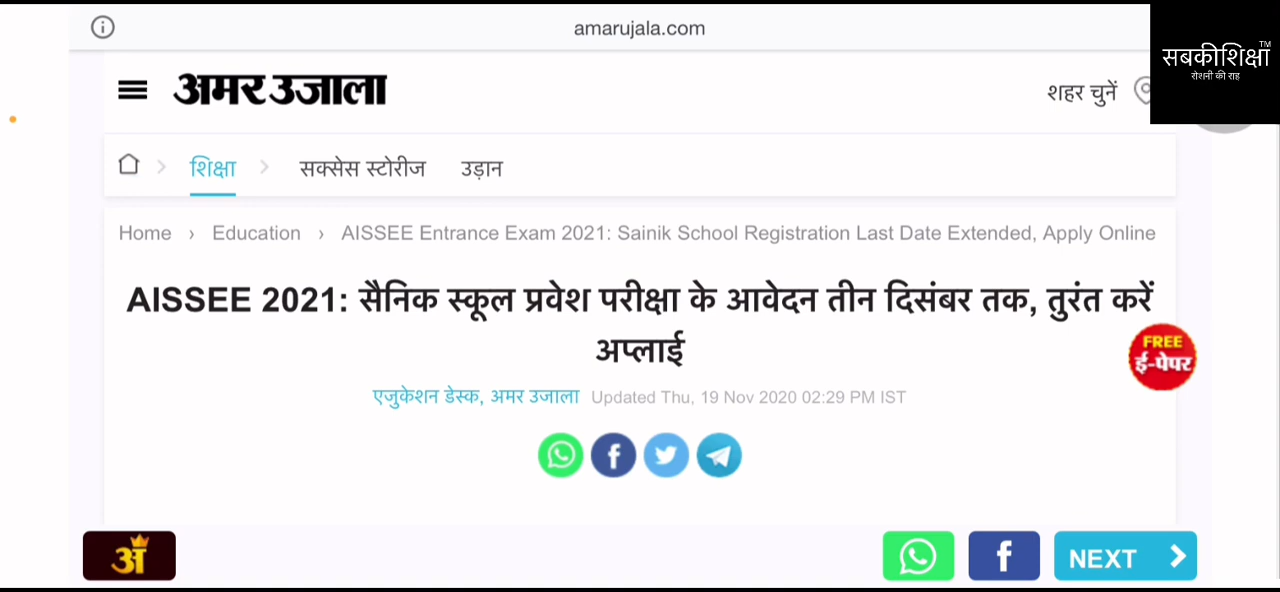 amarujala.com
सबकीशिक्षा™
रोशनी की राह
अमर उजाला
शहर चुनें
शिक्षा
सक्सेस स्टोरीज
उड़ान
Home › Education › AISSEE Entrance Exam 2021: Sainik School Registration Last Date Extended, Apply Online
AISSEE 2021: सैनिक स्कूल प्रवेश परीक्षा के आवेदन तीन दिसंबर तक, तुरंत करें
अप्लाई
FREE
ई-पेपर
एजुकेशन डेस्क, अमर उजाला Updated Thu, 19 Nov 2020 02:29 PM IST
अ
NEXT